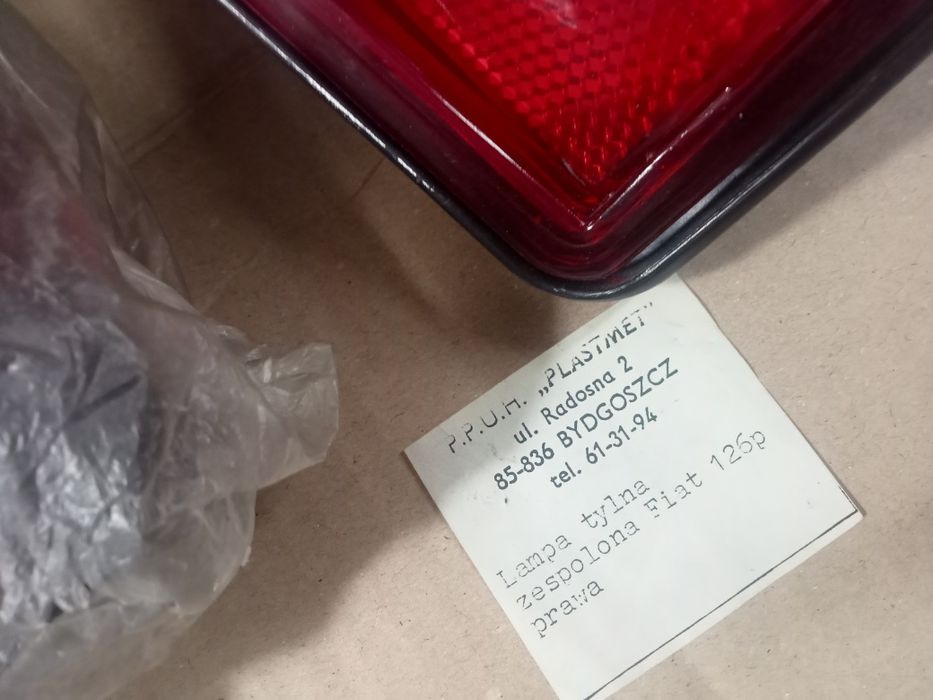 P.P.U.H. „PLASTMET"
ul. Radosna 2
85-836 BYDGOSZCZ
tel. 61-31-94
Lampa tylna
zespolona Fiat 126p
prawa